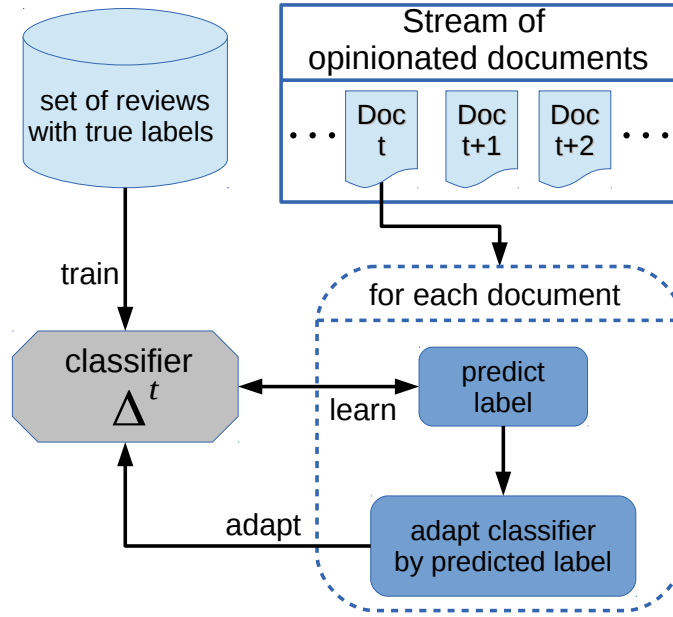 set of reviews
with true labels
Stream of
opinionated documents
• • •
Doc
t
Doc
t+1
Doc
t+2
• • •
train
for each document
classifier
Δ^t
learn
predict
label
adapt
adapt classifier
by predicted label